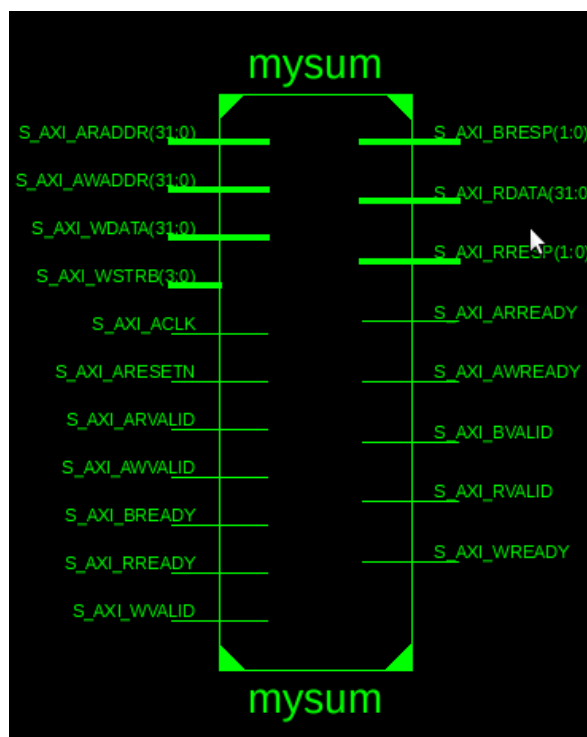 mysum
S_AXI_ARADDR(31:0)
S_AXI_AWADDR(31:0)
S_AXI_WDATA(31:0)
S_AXI_WSTRB(3:0)
S_AXI_ACLK
S_AXI_ARESETN
S_AXI_ARVALID
S_AXI_AWVALID
S_AXI_BREADY
S_AXI_RREADY
S_AXI_WVALID
S_AXI_BRESP(1:0)
S_AXI_RDATA(31:0
S_AXI_RRESP(1:0)
S_AXI_ARREADY
S_AXI_AWREADY
S_AXI_BVALID
S_AXI_RVALID
S_AXI_WREADY
mysum